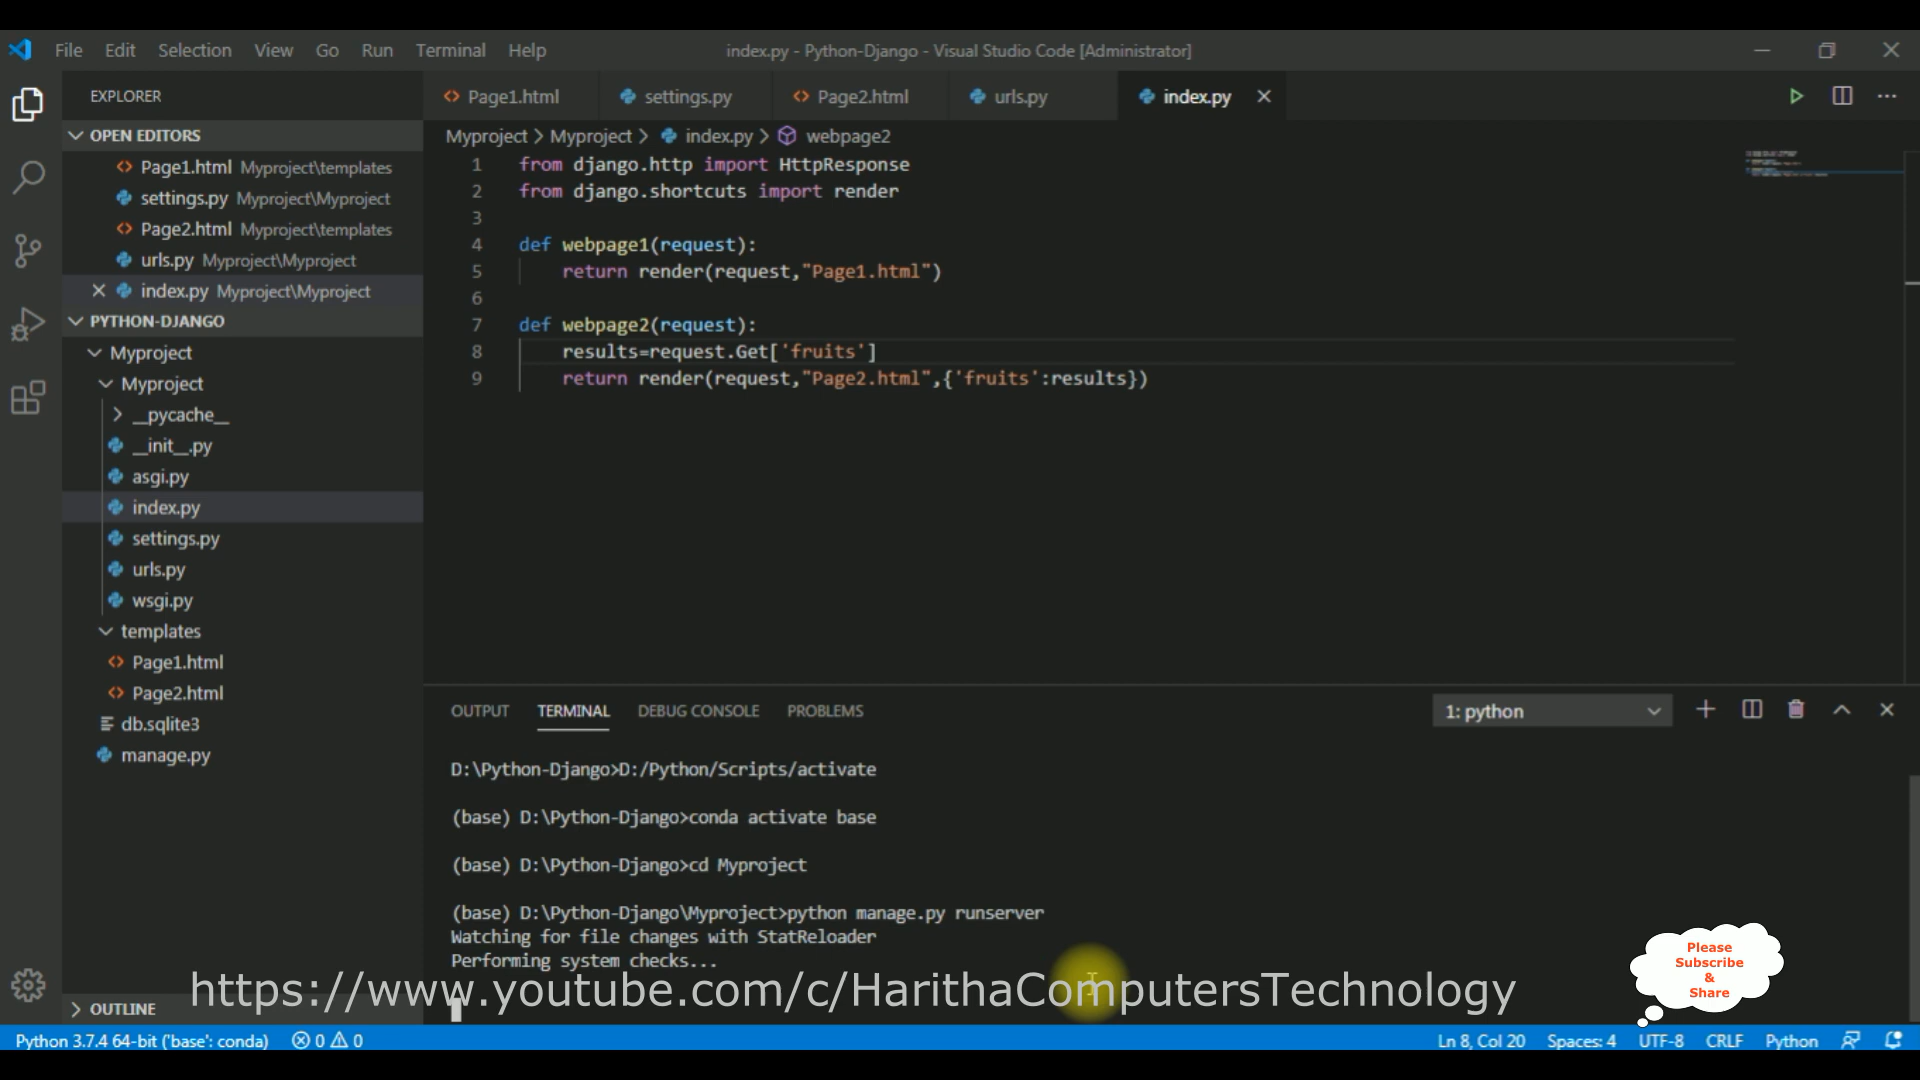 File Edit Selection View Go Run Terminal Help
index.py - Python-Django - Visual Studio Code [Administrator]
EXPLORER
Page1.html settings.py Page2.html urls.py index.py
OPEN EDITORS
Page1.html Myproject\templates
settings.py Myproject\Myproject
Page2.html Myproject\templates
urls.py Myproject\Myproject
index.py Myproject\Myproject
PYTHON-DJANGO
Myproject
Myproject
__pycache__
__init__.py
asgi.py
index.py
settings.py
urls.py
wsgi.py
templates
Page1.html
Page2.html
db.sqlite3
manage.py
OUTLINE
Myproject > Myproject > index.py > webpage2
1 from django.http import HttpResponse
2 from django.shortcuts import render
3
4 def webpage1(request):
5 return render(request,"Page1.html")
6
7 def webpage2(request):
8 results=request.Get['fruits']
9 return render(request,"Page2.html",{'fruits':results})
OUTPUT TERMINAL DEBUG CONSOLE PROBLEMS
1: python
D:\Python-Django>D:/Python/Scripts/activate
(base) D:\Python-Django>conda activate base
(base) D:\Python-Django>cd Myproject
(base) D:\Python-Django\Myproject>python manage.py runserver
Watching for file changes with StatReloader
Performing system checks...
https://www.youtube.com/c/HarithaComputersTechnology
Please
Subscribe
&
Share
Python 3.7.4 64-bit ('base': conda) 0 0
Ln 8, Col 20 Spaces: 4 UTF-8 CRLF Python